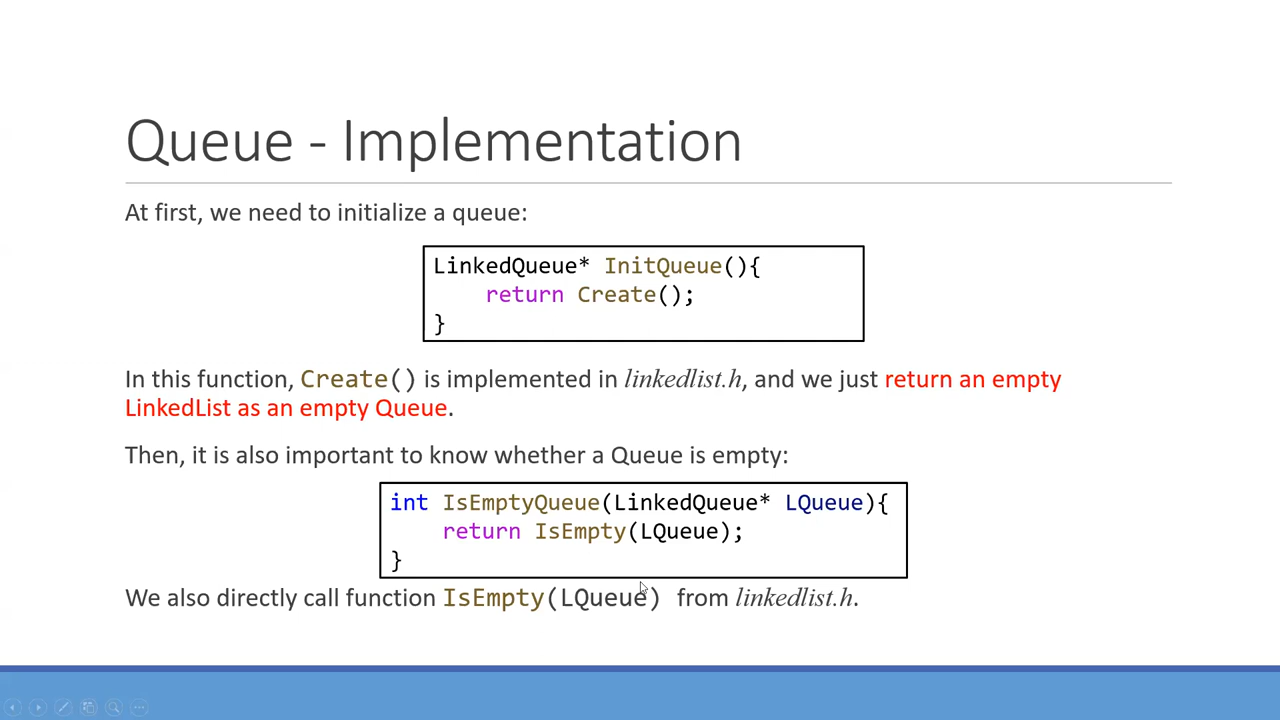 Queue - Implementation
At first, we need to initialize a queue:
LinkedQueue* InitQueue(){
    return Create();
}
In this function, Create() is implemented in linkedlist.h, and we just return an empty
LinkedList as an empty Queue.
Then, it is also important to know whether a Queue is empty:
int IsEmptyQueue(LinkedQueue* LQueue){
    return IsEmpty(LQueue);
}
We also directly call function IsEmpty(LQueue) from linkedlist.h.